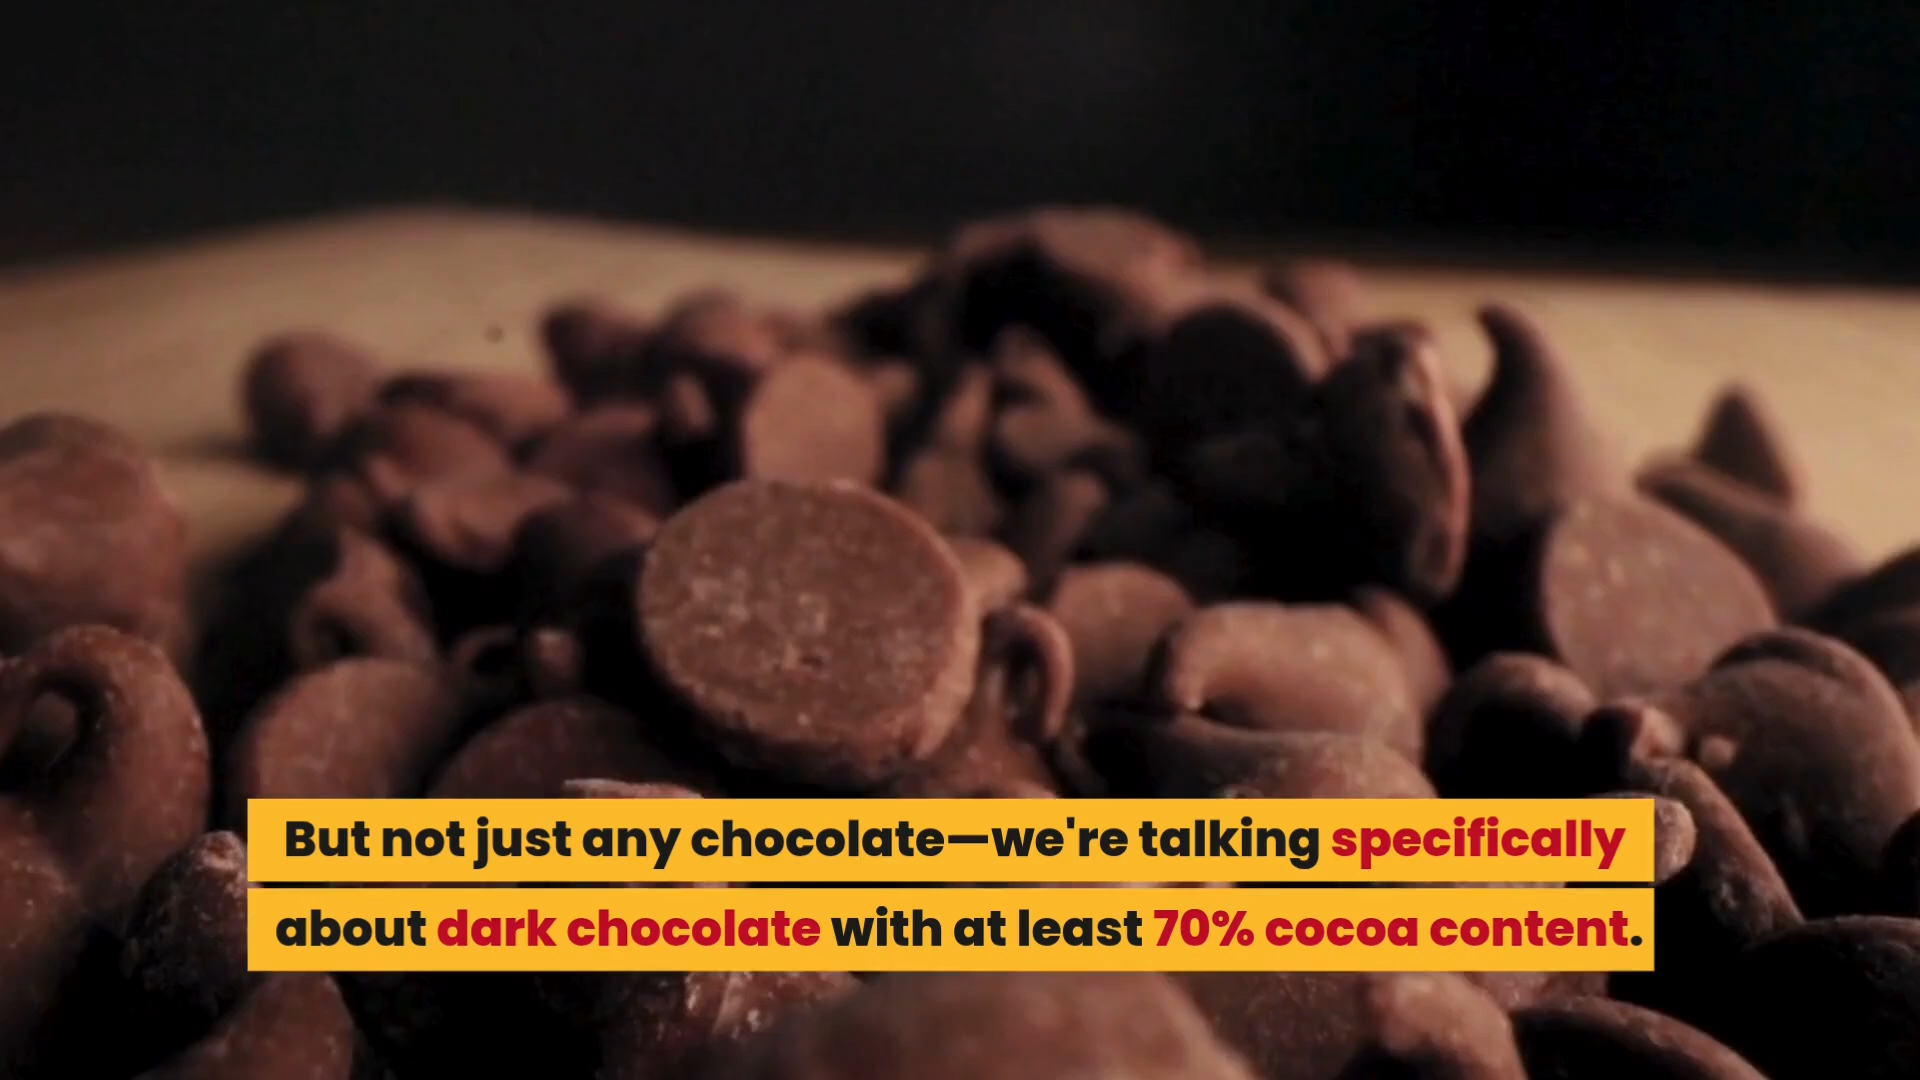 But not just any chocolate—we're talking specifically
about dark chocolate with at least 70% cocoa content.